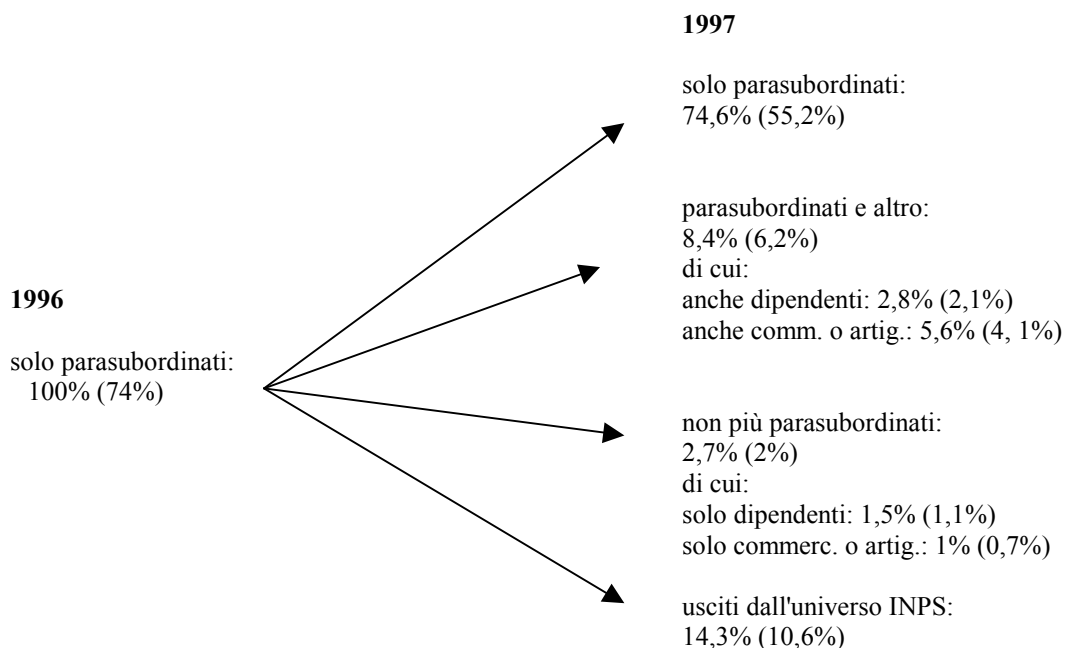 1996
solo parasubordinati:
100% (74%)
1997
solo parasubordinati:
74,6% (55,2%)
parasubordinati e altro:
8,4% (6,2%)
di cui:
anche dipendenti: 2,8% (2,1%)
anche comm. o artig.: 5,6% (4, 1%)
non più parasubordinati:
2,7% (2%)
di cui:
solo dipendenti: 1,5% (1,1%)
solo commerc. o artig.: 1% (0,7%)
usciti dall'universo INPS:
14,3% (10,6%)